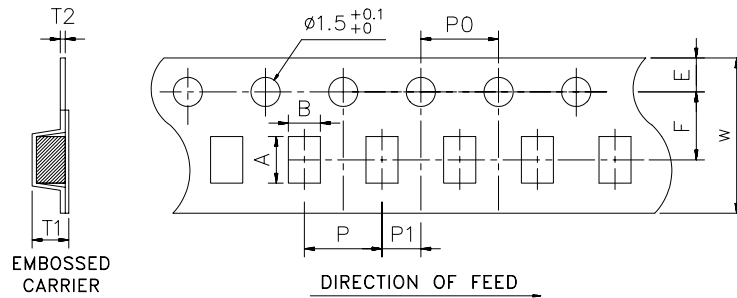 T2
ø1.5 +0.1 +0
P0
E
B
F
W
A
T1
P
P1
EMBOSSED
CARRIER
DIRECTION OF FEED